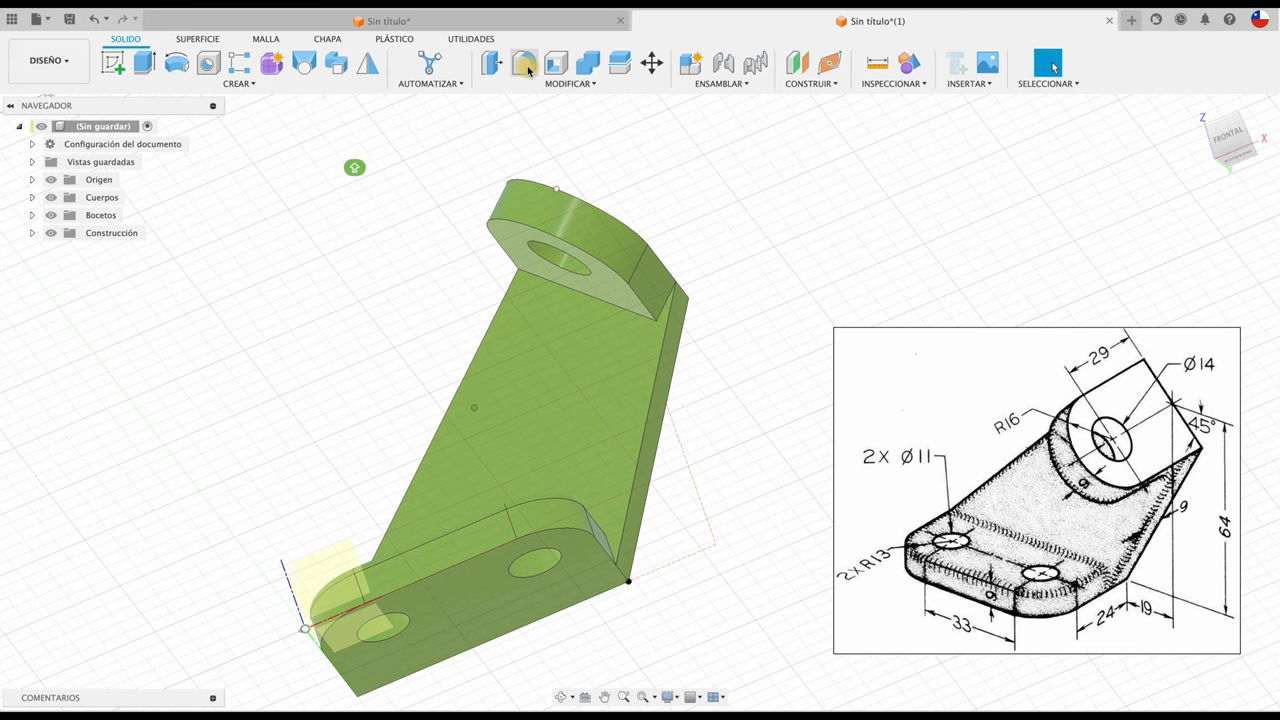 Sin título*
Sin título*(1)
DISEÑO
SOLIDO
SUPERFICIE
MALLA
CHAPA
PLÁSTICO
UTILIDADES
CREAR
AUTOMATIZAR
MODIFICAR
ENSAMBLAR
CONSTRUIR
INSPECCIONAR
INSERTAR
SELECCIONAR
NAVEGADOR
(Sin guardar)
Configuración del documento
Vistas guardadas
Origen
Cuerpos
Bocetos
Construcción
Z
FRONTAL
X
Y
29
Ø14
R16
45°
2X Ø11
9
9
64
2XR13
9
33
24
19
COMENTARIOS